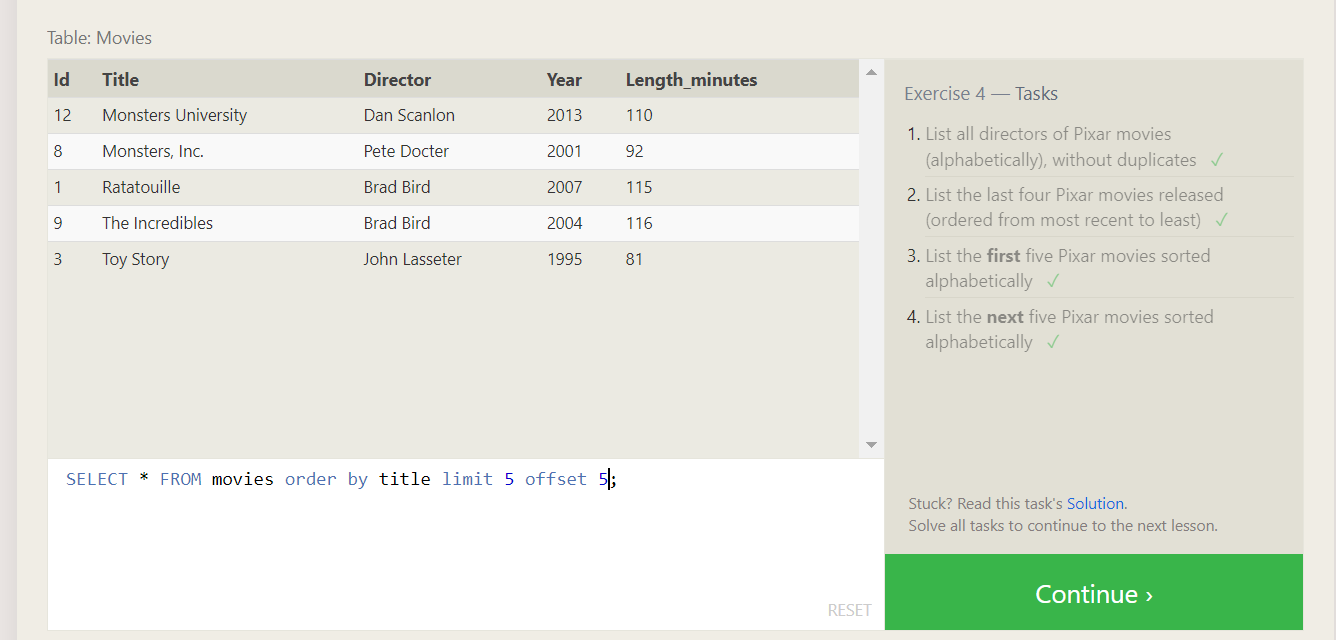 Table: Movies
Id Title Director Year Length_minutes
12 Monsters University Dan Scanlon 2013 110
8 Monsters, Inc. Pete Docter 2001 92
1 Ratatouille Brad Bird 2007 115
9 The Incredibles Brad Bird 2004 116
3 Toy Story John Lasseter 1995 81
SELECT * FROM movies order by title limit 5 offset 5;
RESET
Exercise 4 — Tasks
1. List all directors of Pixar movies
(alphabetically), without duplicates ✓
2. List the last four Pixar movies released
(ordered from most recent to least) ✓
3. List the first five Pixar movies sorted
alphabetically ✓
4. List the next five Pixar movies sorted
alphabetically ✓
Stuck? Read this task's Solution.
Solve all tasks to continue to the next lesson.
Continue ›